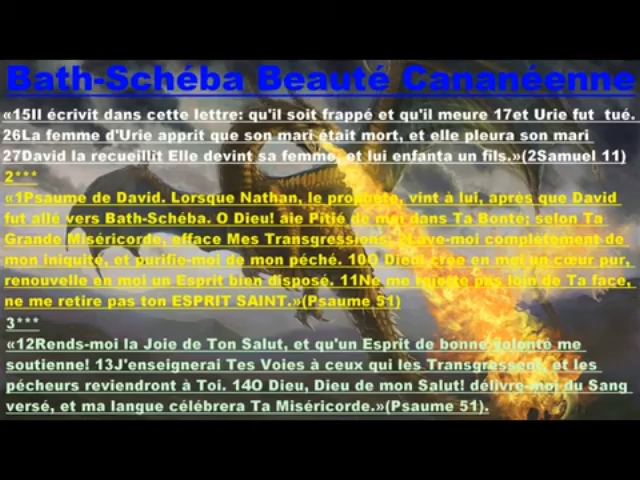 Bath-Schéba Beauté Cananéenne
«15Il écrivit dans cette lettre: qu'il soit frappé et qu'il meure 17et Urie fut tué.
26La femme d'Urie apprit que son mari était mort, et elle pleura son mari
27David la recueillit Elle devint sa femme, et lui enfanta un fils.»(2Samuel 11)
2***
«1Psaume de David. Lorsque Nathan, le prophète, vint à lui, après que David
fut allé vers Bath-Schéba. O Dieu! aie Pitié de moi dans Ta Bonté; selon Ta
Grande Miséricorde, efface Mes Transgressions; 2Lave-moi complètement de
mon iniquité, et purifie-moi de mon péché. 10O Dieu! crée en moi un cœur pur,
renouvelle en moi un Esprit bien disposé. 11Ne me rejette pas loin de Ta face,
ne me retire pas ton ESPRIT SAINT.»(Psaume 51)
3***
«12Rends-moi la Joie de Ton Salut, et qu'un Esprit de bonne volonté me
soutienne! 13J'enseignerai Tes Voies à ceux qui les Transgressent, et les
pécheurs reviendront à Toi. 14O Dieu, Dieu de mon Salut! délivre-moi du Sang
versé, et ma langue célébrera Ta Miséricorde.»(Psaume 51).